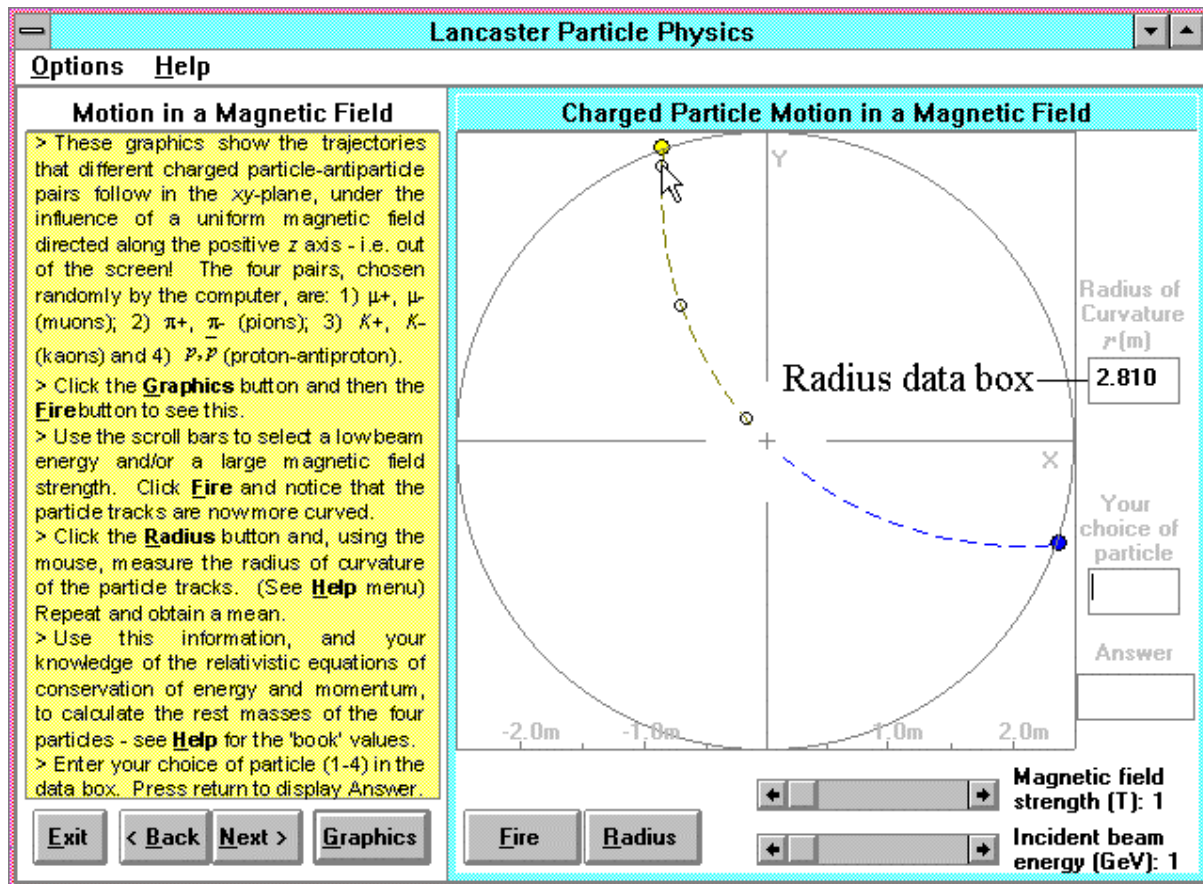 Lancaster Particle Physics
Options Help
Motion in a Magnetic Field
> These graphics show the trajectories
that different charged particle-antiparticle
pairs follow in the xy-plane, under the
influence of a uniform magnetic field
directed along the positive z axis - i.e. out
of the screen! The four pairs, chosen
randomly by the computer, are: 1) μ+, μ-
(muons); 2) π+, π- (pions); 3) K+, K-
(kaons) and 4) p, p̅ (proton-antiproton).
> Click the Graphics button and then the
Fire button to see this.
> Use the scroll bars to select a low beam
energy and/or a large magnetic field
strength. Click Fire and notice that the
particle tracks are now more curved.
> Click the Radius button and, using the
mouse, measure the radius of curvature
of the particle tracks. (See Help menu)
Repeat and obtain a mean.
> Use this information, and your
knowledge of the relativistic equations of
conservation of energy and momentum,
to calculate the rest masses of the four
particles - see Help for the 'book' values.
> Enter your choice of particle (1-4) in the
data box. Press return to display Answer.
Exit
< Back
Next >
Graphics
Charged Particle Motion in a Magnetic Field
Y
X
-2.0m -1.0m 1.0m 2.0m
Radius data box
Radius of
Curvature
r (m)
2.810
Your
choice of
particle
Answer
Fire
Radius
Magnetic field
strength (T): 1
Incident beam
energy (GeV): 1